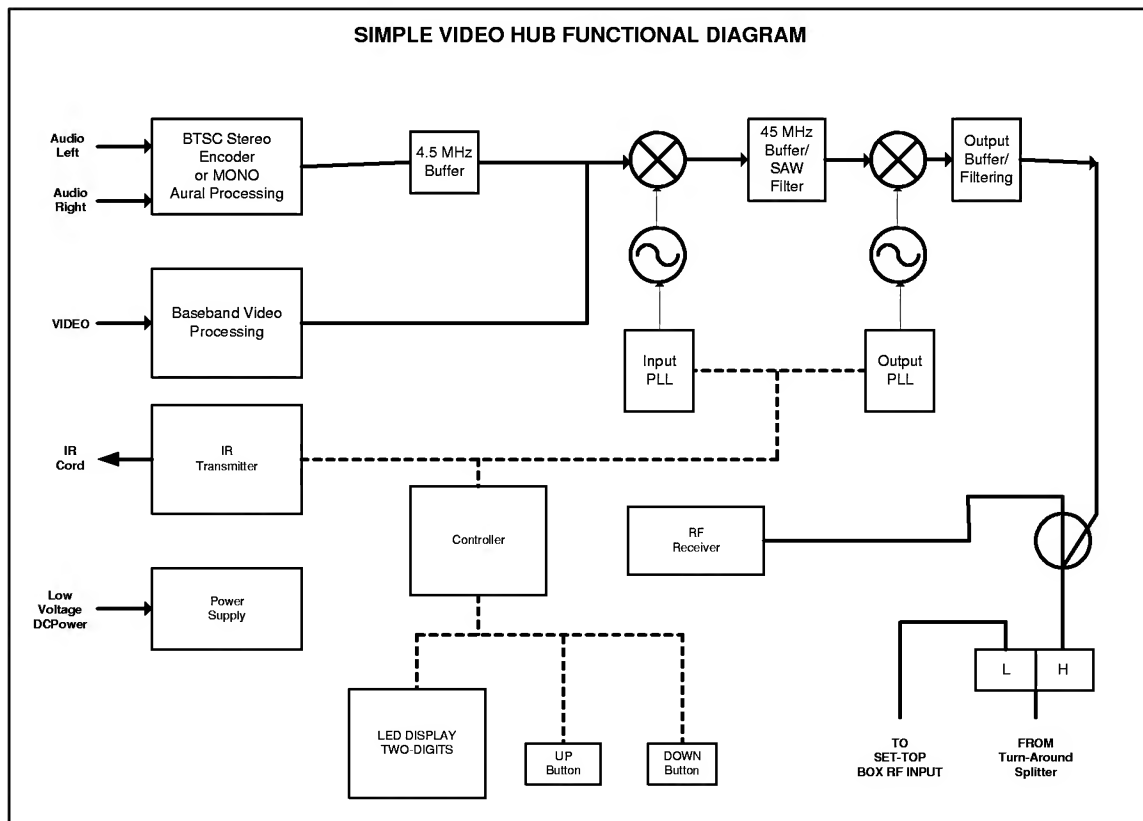 SIMPLE VIDEO HUB FUNCTIONAL DIAGRAM
Audio
Left
Audio
Right
BTSC Stereo
Encoder
or MONO
Aural Processing
4.5 MHz
Buffer
45 MHz
Buffer/
SAW
Filter
Output
Buffer/
Filtering
VIDEO
Baseband Video
Processing
Input
PLL
Output
PLL
IR
Cord
IR
Transmitter
Controller
RF
Receiver
Low
Voltage
DCPower
Power
Supply
L
H
LED DISPLAY
TWO-DIGITS
UP
Button
DOWN
Button
TO
SET-TOP
BOX RF INPUT
FROM
Turn-Around
Splitter